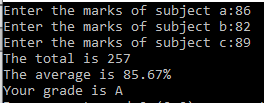 Enter the marks of subject a:86
Enter the marks of subject b:82
Enter the marks of subject c:89
The total is 257
The average is 85.67%
Your grade is A